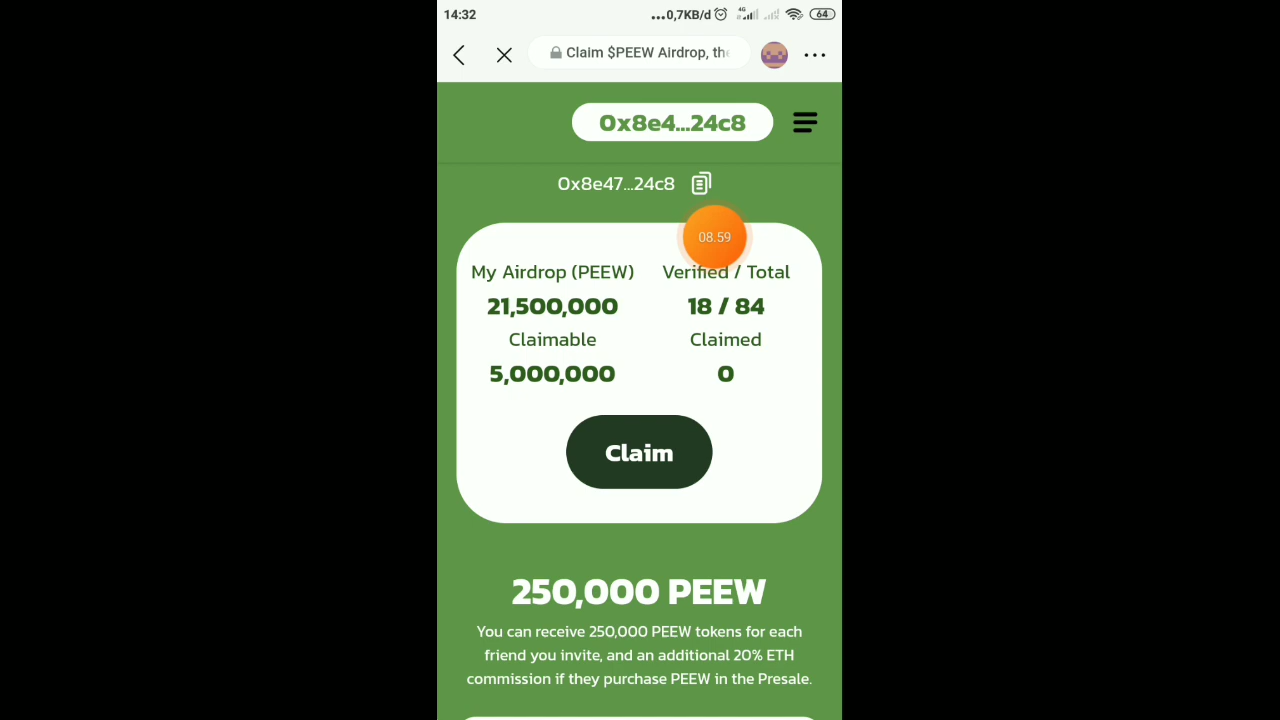 14:32
...0,7KB/d 4G 64
Claim $PEEW Airdrop, th
0x8e4...24c8
0x8e47...24c8
08.59
My Airdrop (PEEW) Verified / Total
21,500,000 18 / 84
Claimable Claimed
5,000,000 0
Claim
250,000 PEEW
You can receive 250,000 PEEW tokens for each
friend you invite, and an additional 20% ETH
commission if they purchase PEEW in the Presale.